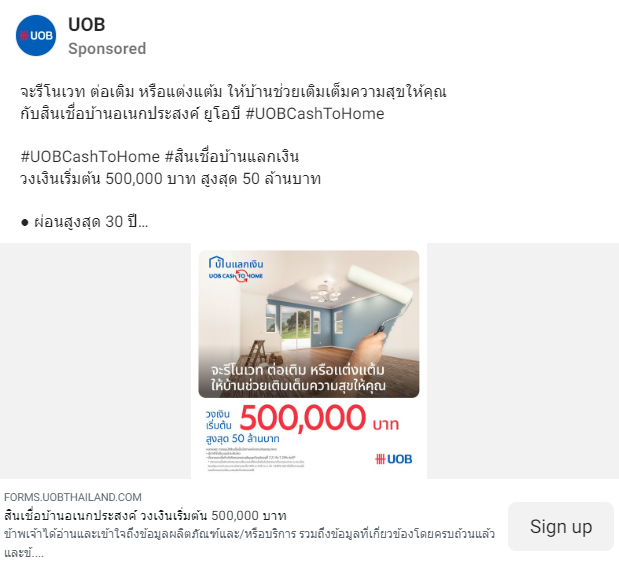 UOB
UOB
Sponsored
จะรีโนเวท ต่อเติม หรือแต่งแต้ม ให้บ้านช่วยเติมเต็มความสุขให้คุณ
กับสินเชื่อบ้านอเนกประสงค์ ยูโอบี #UOBCashToHome
#UOBCashToHome #สินเชื่อบ้านแลกเงิน
วงเงินเริ่มต้น 500,000 บาท สูงสุด 50 ล้านบาท
● ผ่อนสูงสุด 30 ปี...
บ้านแลกเงิน
UOB CASH TO HOME
จะรีโนเวท ต่อเติม หรือแต่งแต้ม
ให้บ้านช่วยเติมเต็มความสุขให้คุณ
วงเงิน
เริ่มต้น 500,000 บาท
สูงสุด 50 ล้านบาท
UOB
FORMS.UOBTHAILAND.COM
สินเชื่อบ้านอเนกประสงค์ วงเงินเริ่มต้น 500,000 บาท
ข้าพเจ้าได้อ่านและเข้าใจถึงข้อมูลผลิตภัณฑ์และ/หรือบริการ รวมถึงข้อมูลที่เกี่ยวข้องโดยครบถ้วนแล้ว
และข้....
Sign up